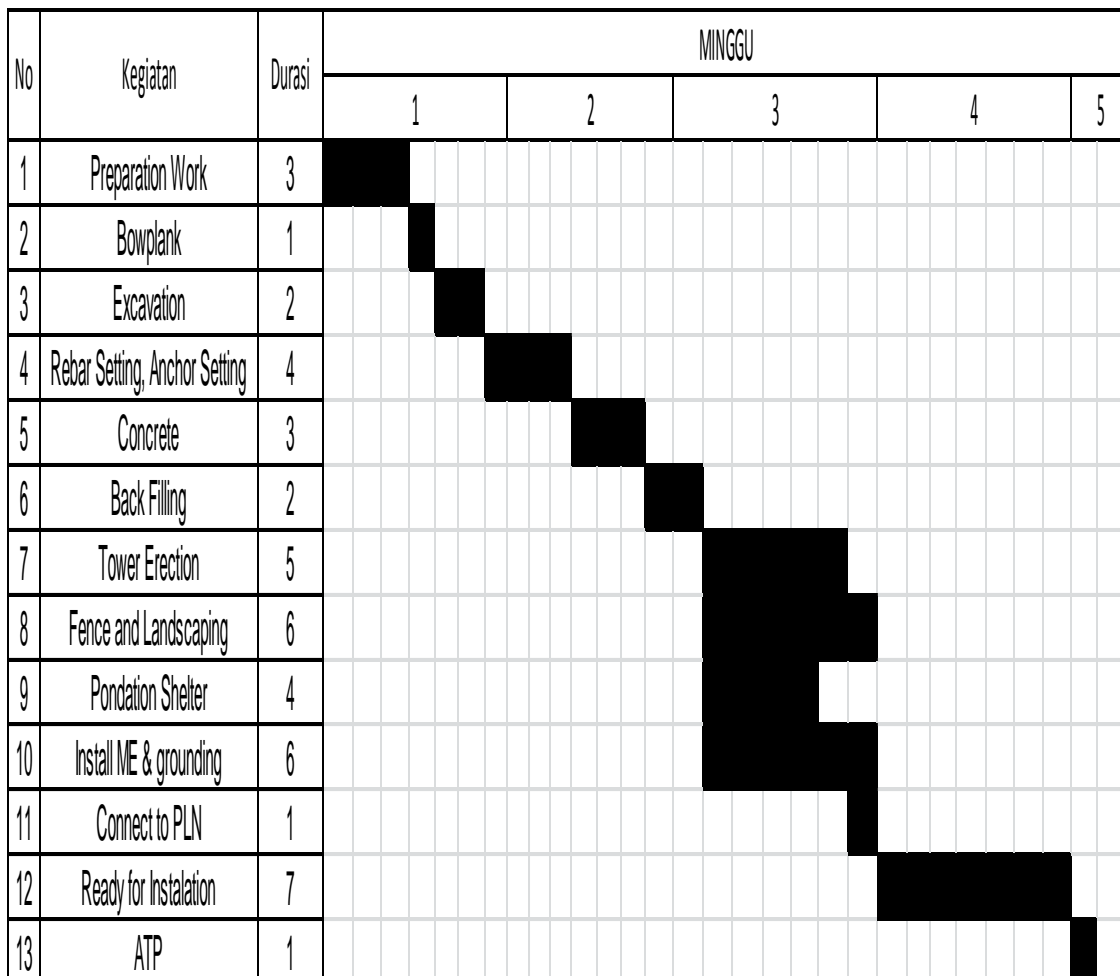 No Kegiatan Durasi MINGGU
1 2 3 4 5
1 Preparation Work 3
2 Bowplank 1
3 Excavation 2
4 Rebar Setting, Anchor Setting 4
5 Concrete 3
6 Back Filling 2
7 Tower Erection 5
8 Fence and Landscaping 6
9 Pondation Shelter 4
10 Install ME & grounding 6
11 Connect to PLN 1
12 Ready for Instalation 7
13 ATP 1